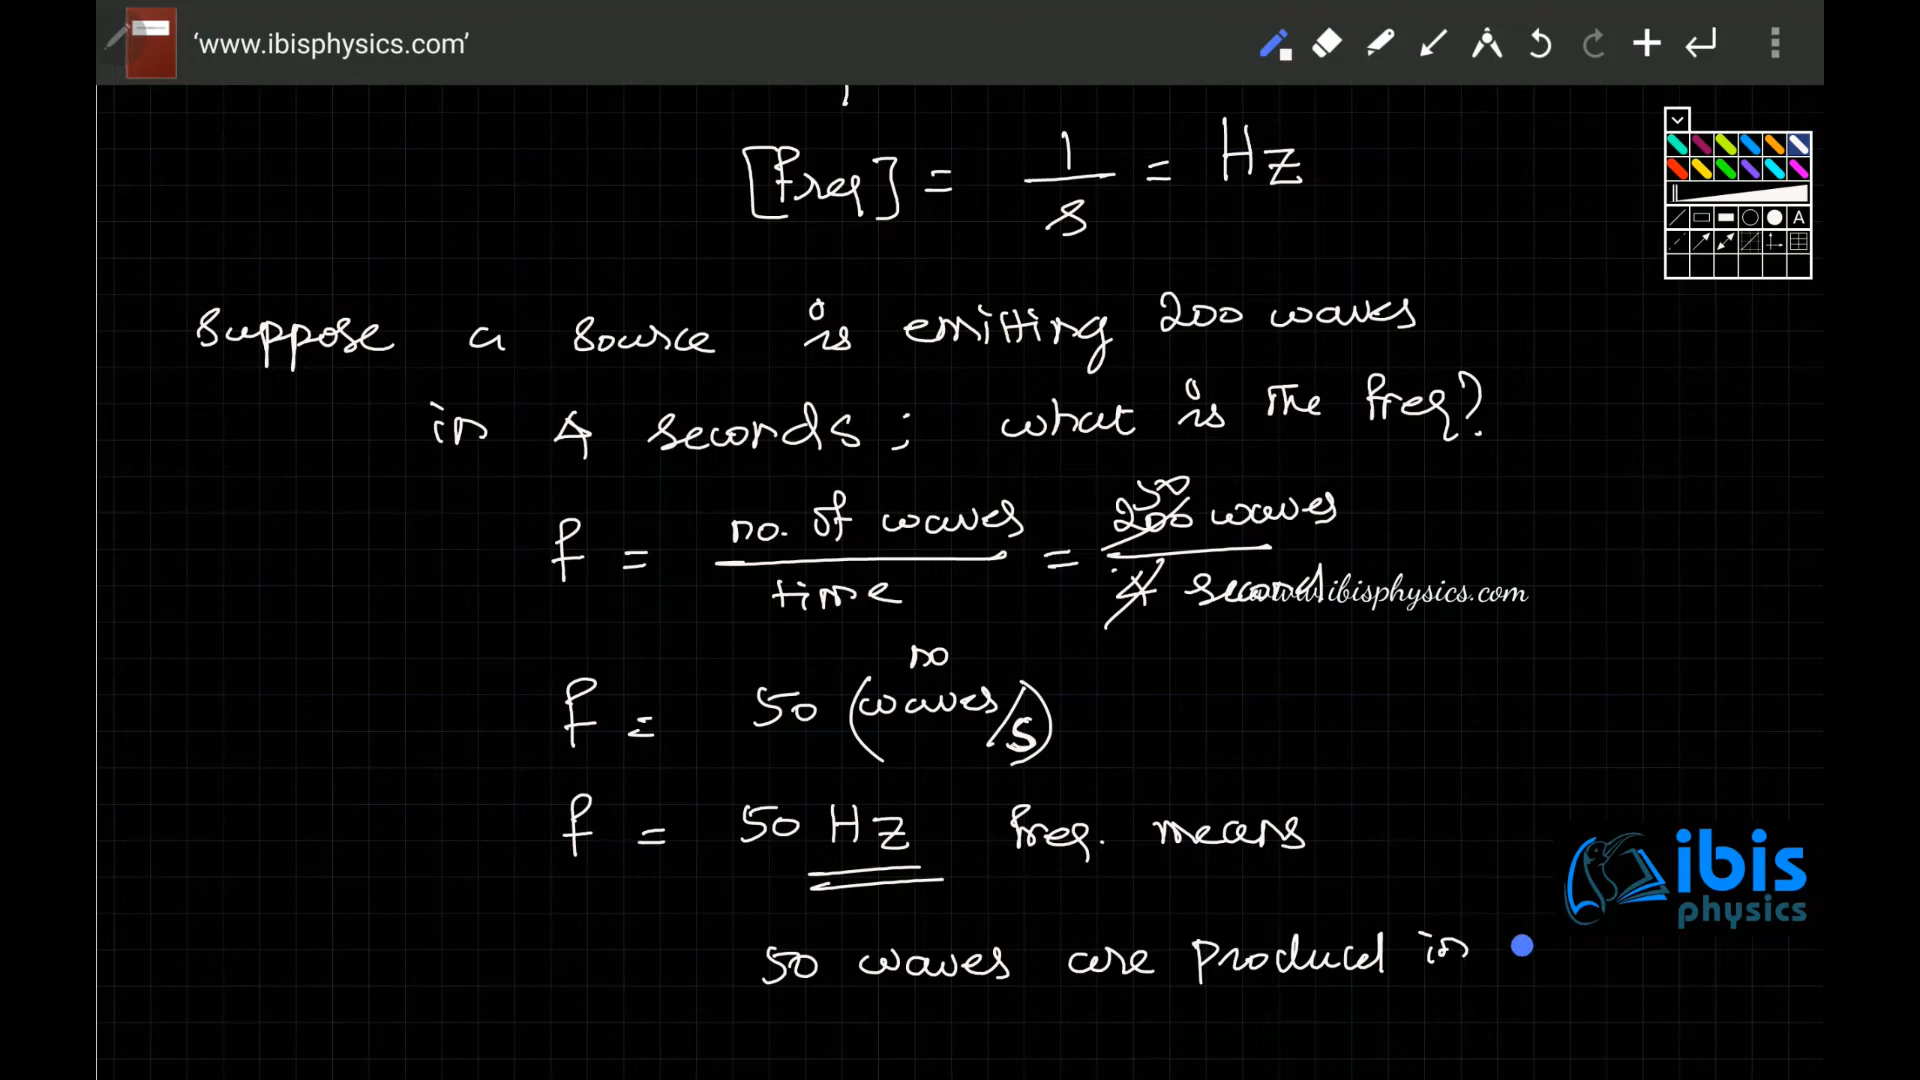 'www.ibisphysics.com'
[freq] = 1/s = Hz
A
Suppose a source is emitting 200 waves
in 4 seconds; what is the freq?
f = no. of waves / time = 200 waves / 4 second
50
www.ibisphysics.com
no
f = 50 (waves/s)
f = 50 Hz freq. means
ibis
physics
50 waves are produced in